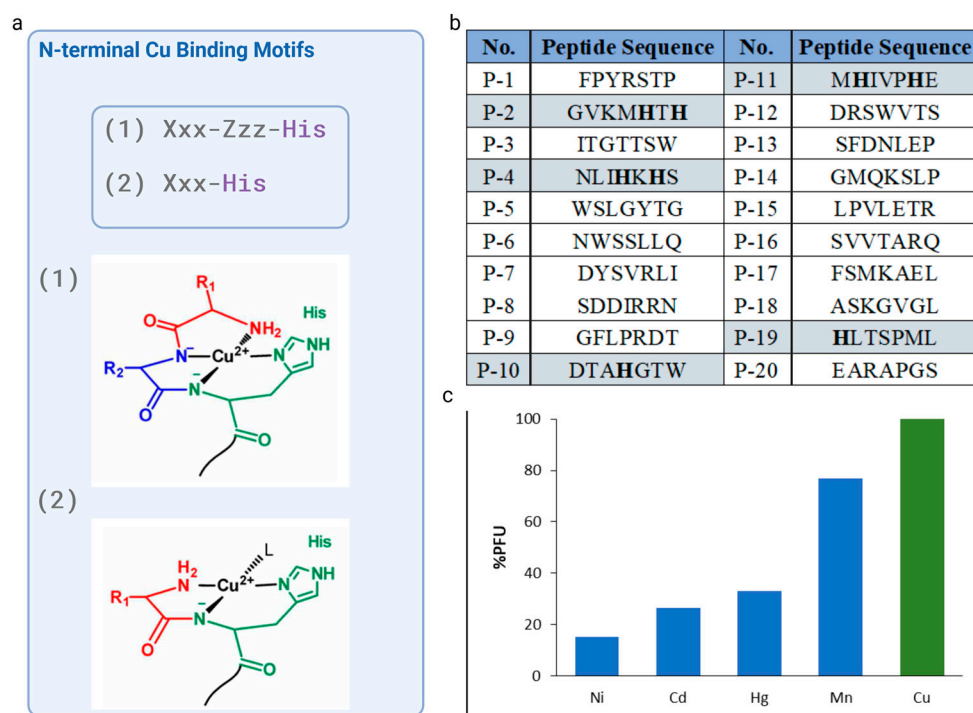 a
N-terminal Cu Binding Motifs
(1) Xxx-Zzz-His
(2) Xxx-His
(1)
R1
O
NH2
His
NH
N−
Cu2+
N
R2
−
N
O
O
(2)
L
His
H2
N
Cu2+
N
NH
R1
−
N
O
O
b
No. Peptide Sequence No. Peptide Sequence
P-1 FPYRSTP P-11 MHIVPHE
P-2 GVKMHTH P-12 DRSWVTS
P-3 ITGTTSW P-13 SFDNLEP
P-4 NLIHKHS P-14 GMQKSLP
P-5 WSLGYTG P-15 LPVLETR
P-6 NWSSLLQ P-16 SVVTARQ
P-7 DYSVRLI P-17 FSMKAEL
P-8 SDDIRRN P-18 ASKGVGL
P-9 GFLPRDT P-19 HLTSPML
P-10 DTAHGTW P-20 EARAPGS
c
%PFU
100
80
60
40
20
0
Ni Cd Hg Mn Cu